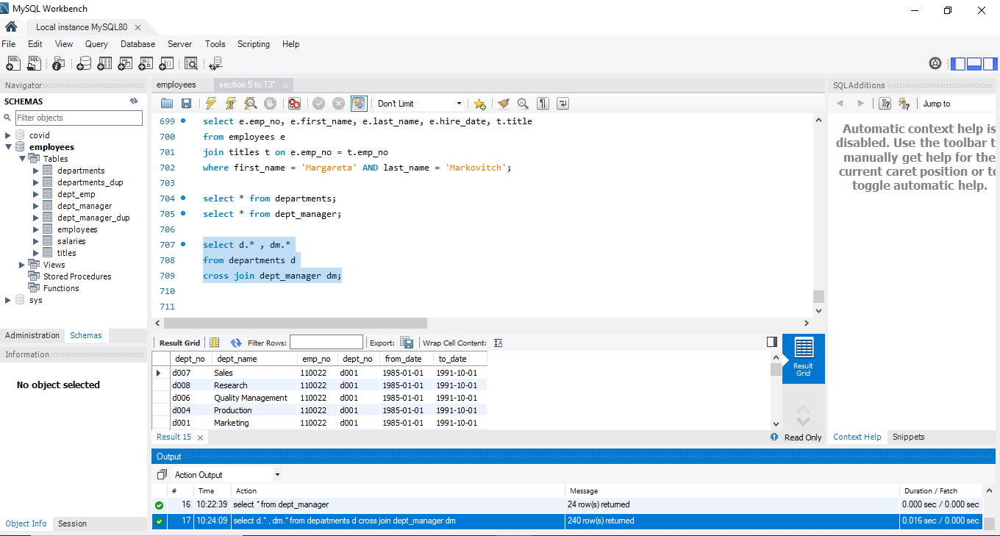 MySQL Workbench
Local instance MySQL80
File Edit View Query Database Server Tools Scripting Help
Navigator
SCHEMAS
Filter objects
covid
employees
Tables
departments
departments_dup
dept_emp
dept_manager
dept_manager_dup
employees
salaries
titles
Views
Stored Procedures
Functions
sys
Administration Schemas
Information
No object selected
Object Info Session
employees section 5 to 13*
Don't Limit
699 select e.emp_no, e.first_name, e.last_name, e.hire_date, t.title
700 from employees e
701 join titles t on e.emp_no = t.emp_no
702 where first_name = 'Margareta' AND last_name = 'Markovitch';
703
704 select * from departments;
705 select * from dept_manager;
706
707 select d.* , dm.*
708 from departments d
709 cross join dept_manager dm;
710
711
Result Grid Filter Rows: Export: Wrap Cell Content: IA
dept_no dept_name emp_no dept_no from_date to_date
d007 Sales 110022 d001 1985-01-01 1991-10-01
d008 Research 110022 d001 1985-01-01 1991-10-01
d006 Quality Management 110022 d001 1985-01-01 1991-10-01
d004 Production 110022 d001 1985-01-01 1991-10-01
d001 Marketing 110022 d001 1985-01-01 1991-10-01
Result
Grid
Result 15
Read Only
Output
Action Output
# Time Action Message Duration / Fetch
16 10:22:39 select * from dept_manager 24 row(s) returned 0.000 sec / 0.000 sec
17 10:24:09 select d.* , dm.* from departments d cross join dept_manager dm 240 row(s) returned 0.016 sec / 0.000 sec
SQLAdditions
Jump to
Automatic context help is
disabled. Use the toolbar t
manually get help for the
current caret position or to
toggle automatic help.
Context Help Snippets